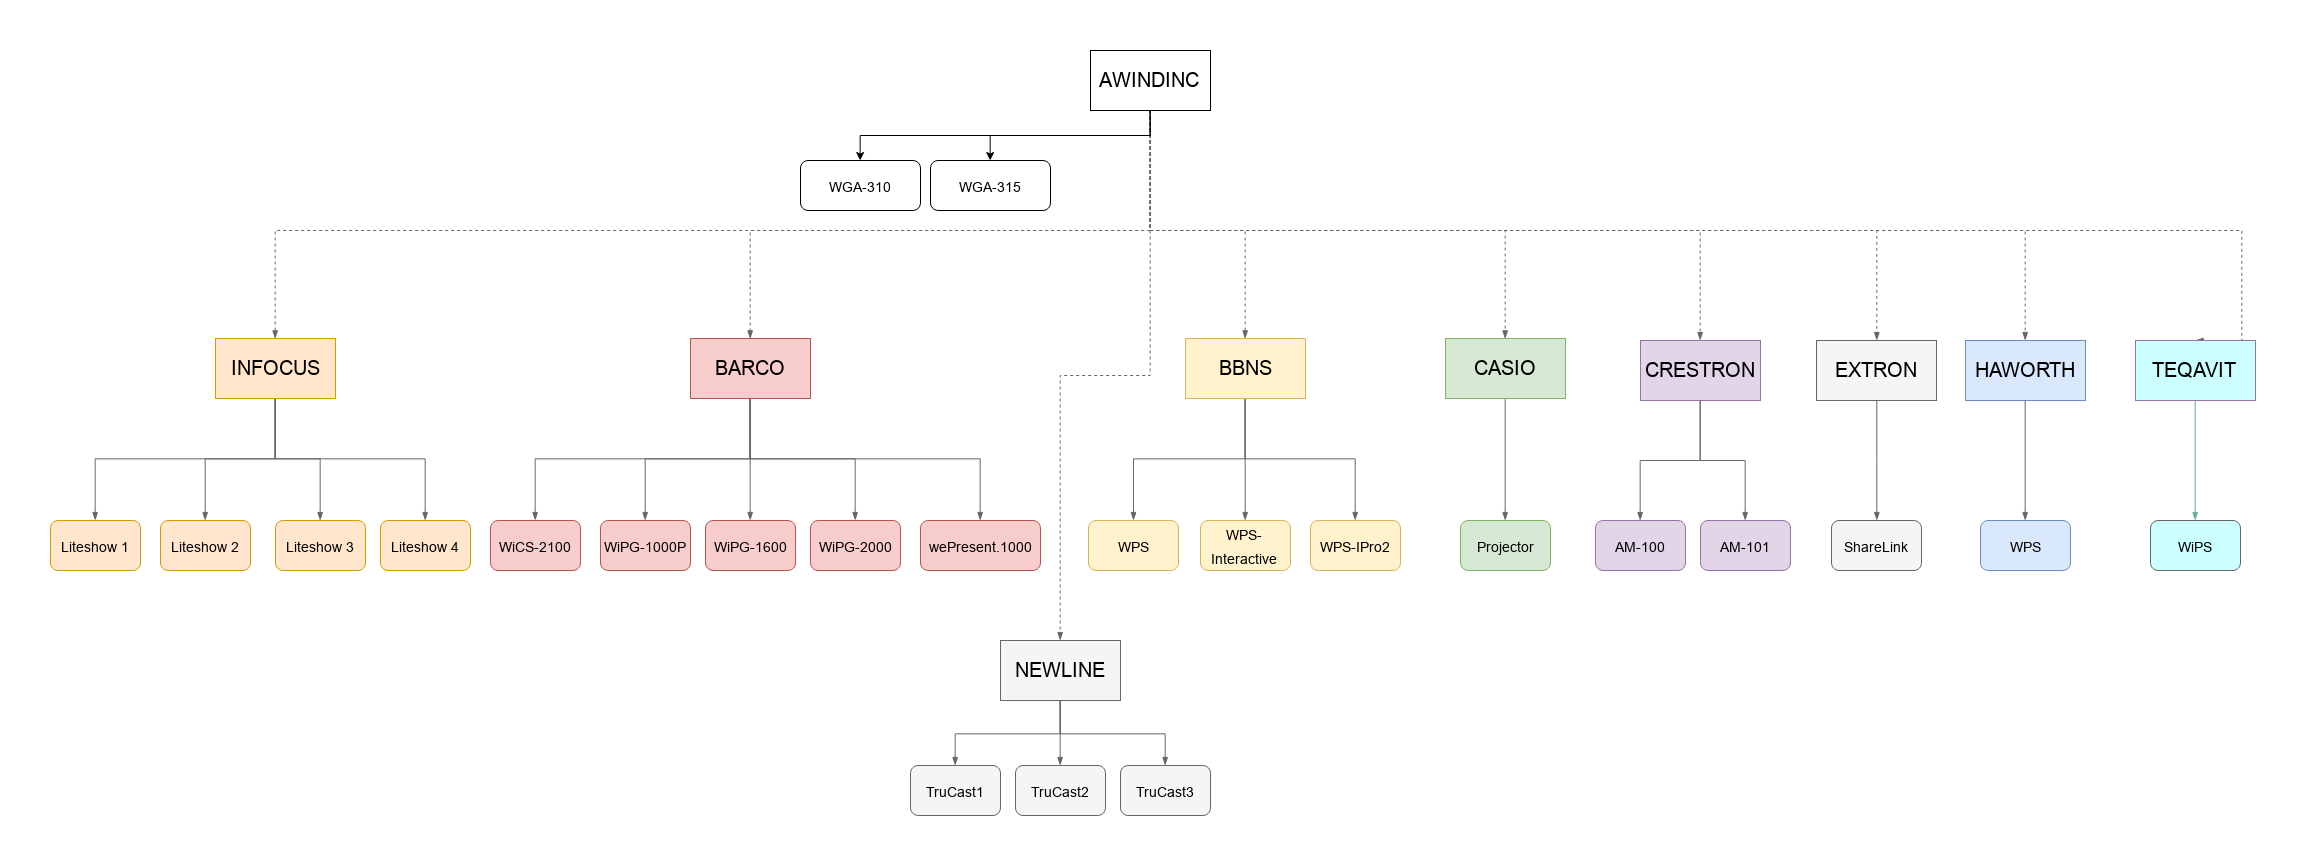 AWINDINC
WGA-310
WGA-315
INFOCUS
BARCO
BBNS
CASIO
CRESTRON
EXTRON
HAWORTH
TEQAVIT
Liteshow 1
Liteshow 2
Liteshow 3
Liteshow 4
WiCS-2100
WiPG-1000P
WiPG-1600
WiPG-2000
wePresent.1000
WPS
WPS-
Interactive
WPS-IPro2
Projector
AM-100
AM-101
ShareLink
WPS
WiPS
NEWLINE
TruCast1
TruCast2
TruCast3